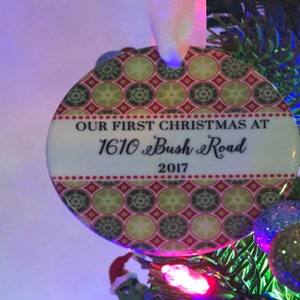 OUR FIRST CHRISTMAS AT
1610 Bush Road
2017